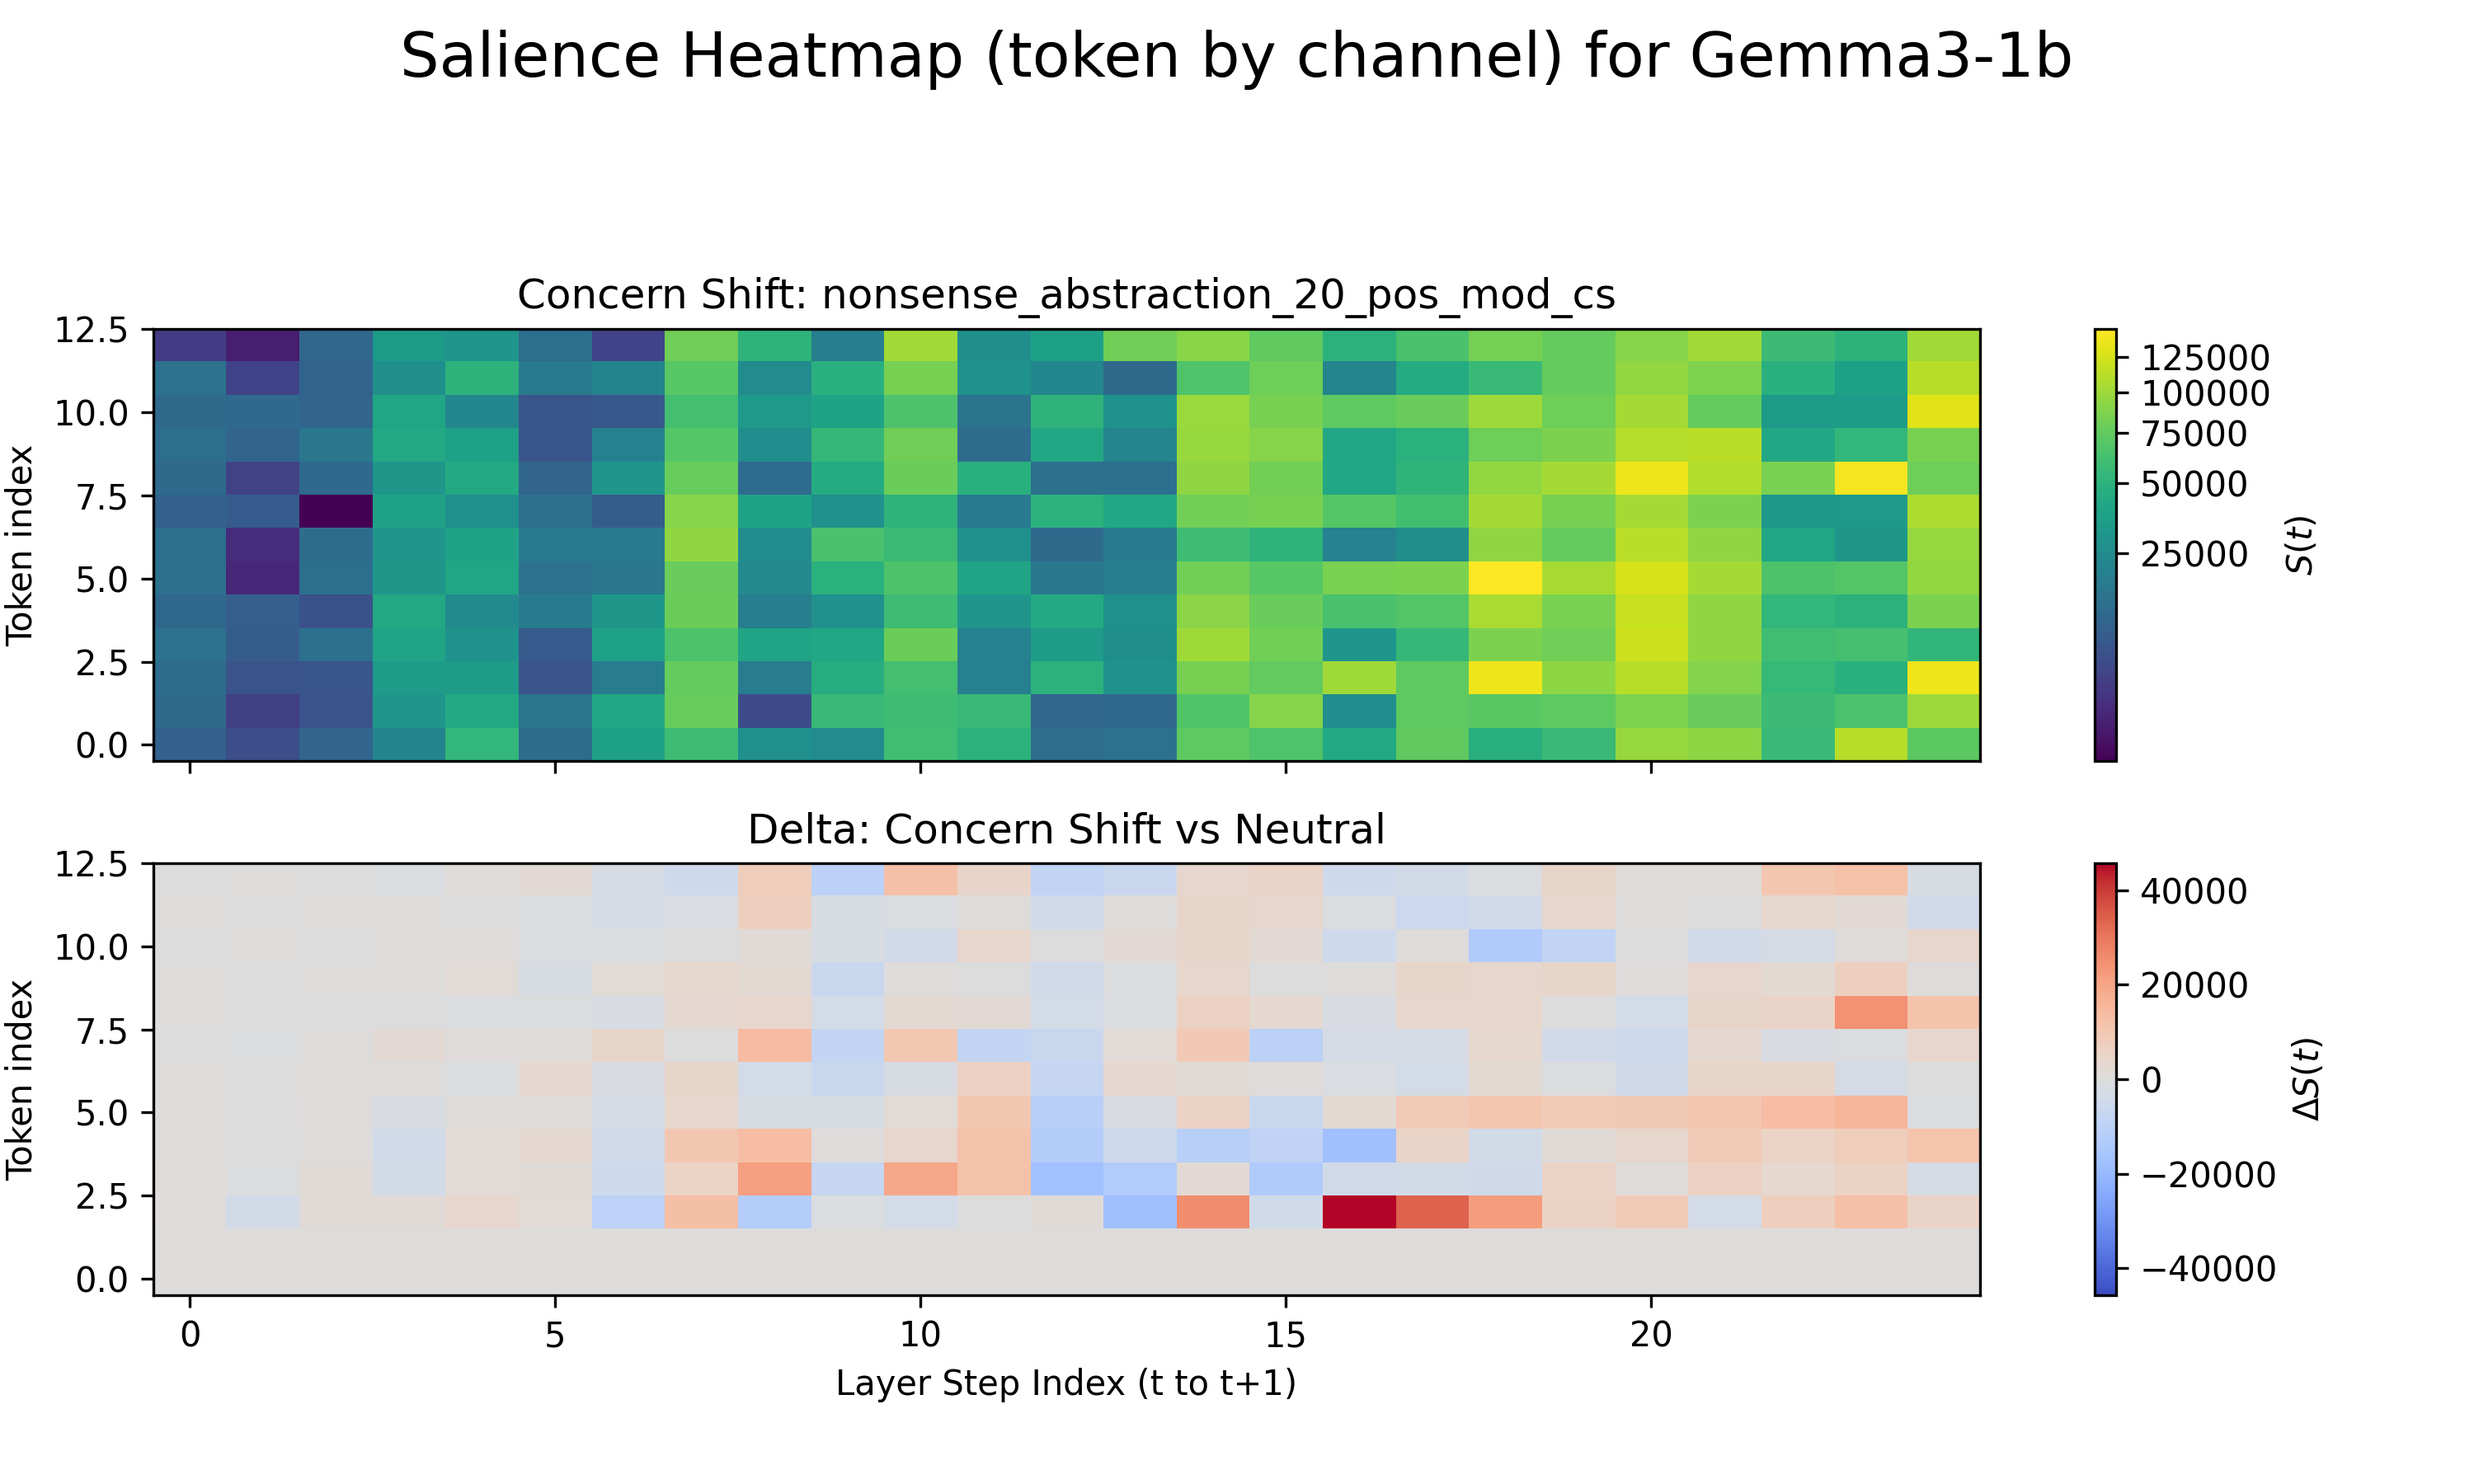 Salience Heatmap (token by channel) for Gemma3-1b
Concern Shift: nonsense_abstraction_20_pos_mod_cs
12.5
10.0
7.5
5.0
2.5
0.0
Token index
125000
100000
75000
50000
25000
S(t)
Delta: Concern Shift vs Neutral
12.5
10.0
7.5
5.0
2.5
0.0
Token index
40000
20000
0
−20000
−40000
ΔS(t)
0 5 10 15 20
Layer Step Index (t to t+1)